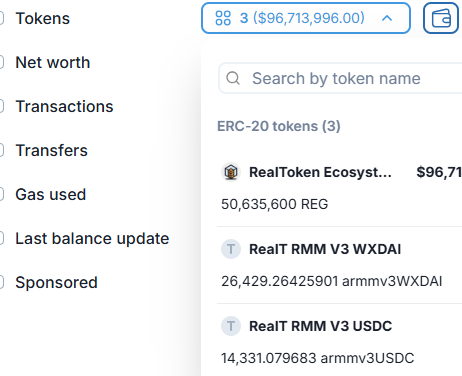 Tokens
3 ($96,713,996.00)
Net worth
Search by token name
Transactions
ERC-20 tokens (3)
Transfers
RealToken Ecosyst... $96,71
Gas used
50,635,600 REG
Last balance update
T RealT RMM V3 WXDAI
Sponsored
26,429.26425901 armmv3WXDAI
T RealT RMM V3 USDC
14,331.079683 armmv3USDC